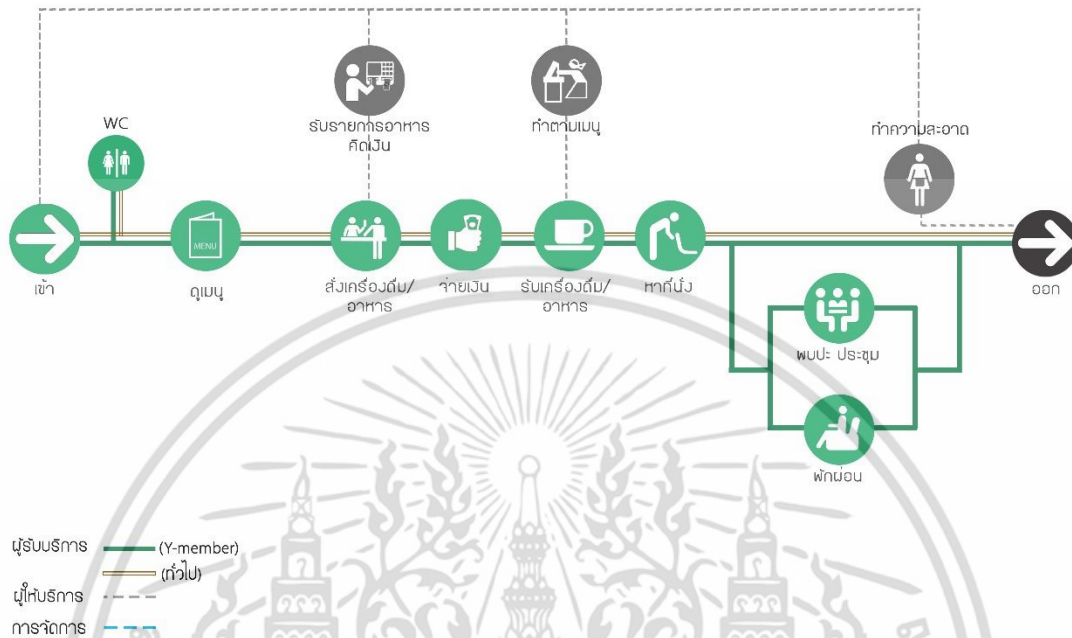 WC
รับรายการอาหาร
คิดเงิน
ทำตามเมนู
ทำความสะอาด
MENU
เข้า
ดูเมนู
สั่งเครื่องดื่ม/
อาหาร
จ่ายเงิน
รับเครื่องดื่ม/
อาหาร
หาที่นั่ง
ออก
พบปะ ประชุม
พักผ่อน
ผู้รับบริการ (Y-member)
(ทั่วไป)
ผู้ให้บริการ
การจัดการ